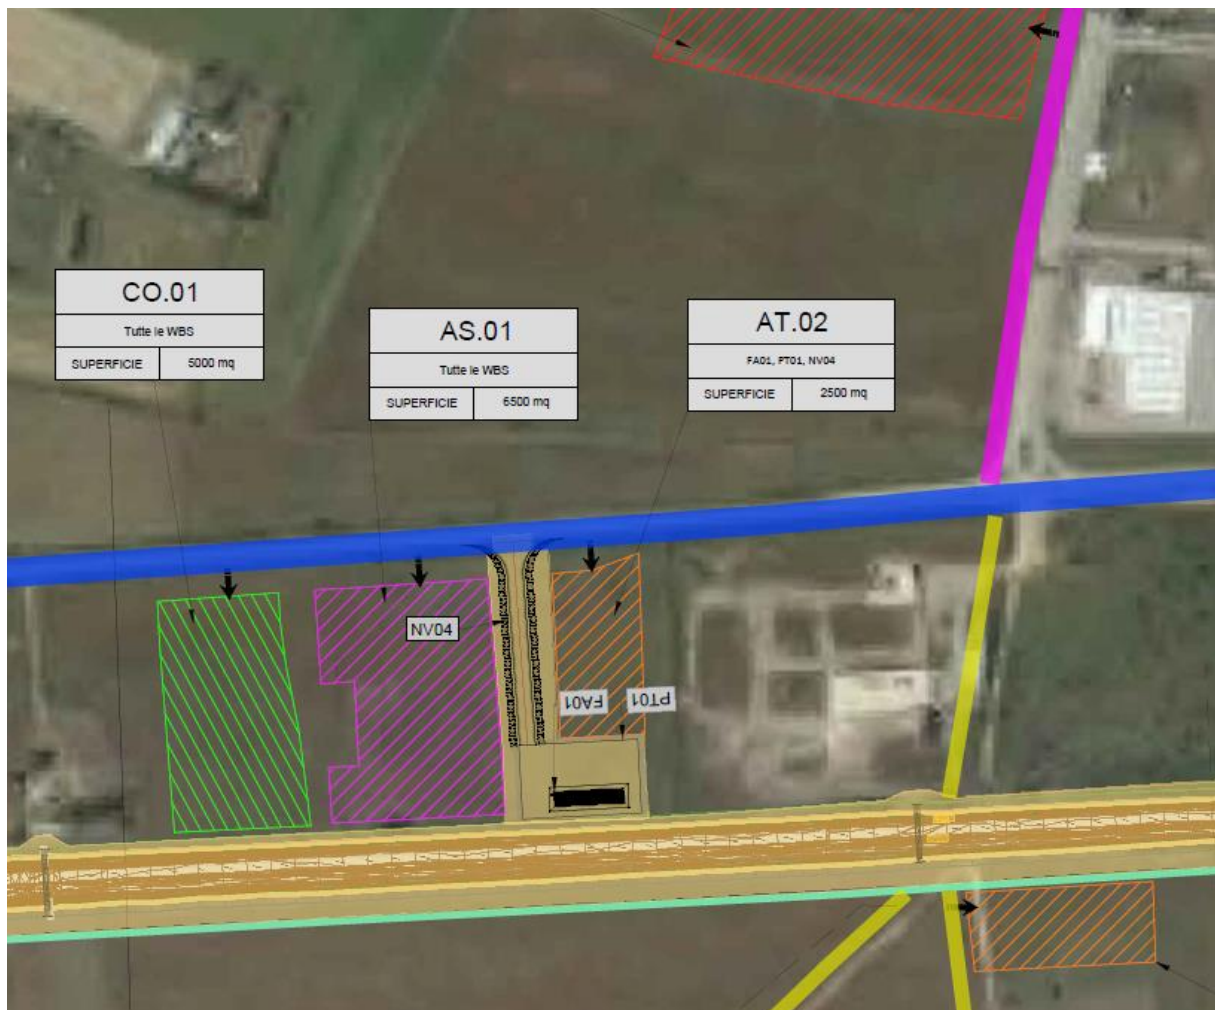 CO.01
Tutte le WBS
SUPERFICIE 5000 mq
AS.01
Tutte le WBS
SUPERFICIE 6500 mq
AT.02
FA01, PT01, NV04
SUPERFICIE 2500 mq
NV04
FA01
PT01